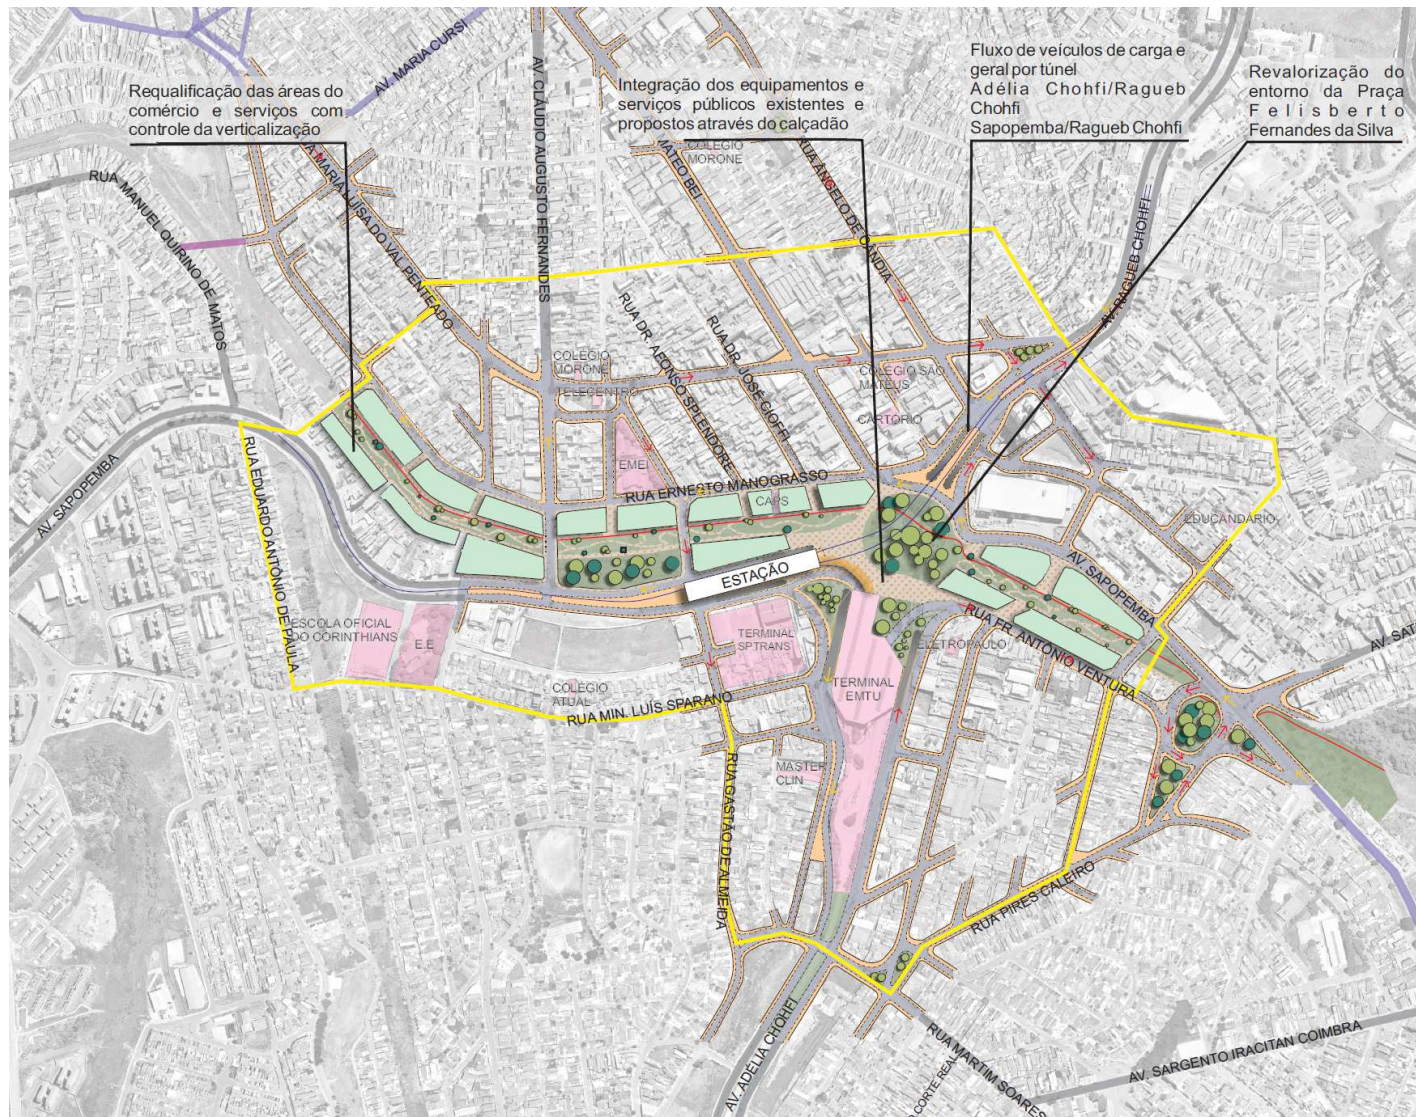 Requalificação das áreas do
comércio e serviços com
controle da verticalização
Integração dos equipamentos e
serviços públicos existentes e
propostos através do calçadão
Fluxo de veículos de carga e
geral por túnel
Adélia Chohfi/Ragueb
Chohfi
Sapopemba/Ragueb Chohfi
Revalorização do
entorno da Praça
Felisberto
Fernandes da Silva
AV. MARIA CURSI
AV. CLÁUDIO AUGUSTO FERNANDES
RUA MARIA LUÍSA DO VAL PENTEADO
RUA MANUEL QUIRINO DE MATOS
MATEO BEI
COLÉGIO
MORONE
RUA ÂNGELO DE CÂNDIA
AV. RAGUEB CHOHFI
RUA DR. AFONSO SPLENDORE
RUA DR. JOSÉ CIOFFI
COLÉGIO
MORONE
TELECENTRO
COLÉGIO SÃO
MATEUS
CARTÓRIO
EMEI
RUA ERNESTO MANOGRASSO
CAPS
EDUCANDÁRIO
AV. SAPOPEMBA
RUA EDUARDO ANTÔNIO DE PAULA
ESTAÇÃO
AV. SAPOPEMBA
RUA FR. ANTONIO VENTURA
ESCOLA OFICIAL
DO CORINTHIANS
E.E
TERMINAL
SPTRANS
ELETROPAULO
TERMINAL
EMTU
COLÉGIO
ATUAL
RUA MIN. LUÍS SPARANO
AV. SAT
MASTER
CLIN
RUA GASTÃO DE ALMEIDA
RUA PIRES CALEIRO
AV. ADÉLIA CHOHFI
RUA MARTIM SOARES
CORTE REAL
AV. SARGENTO IRACITAN COIMBRA